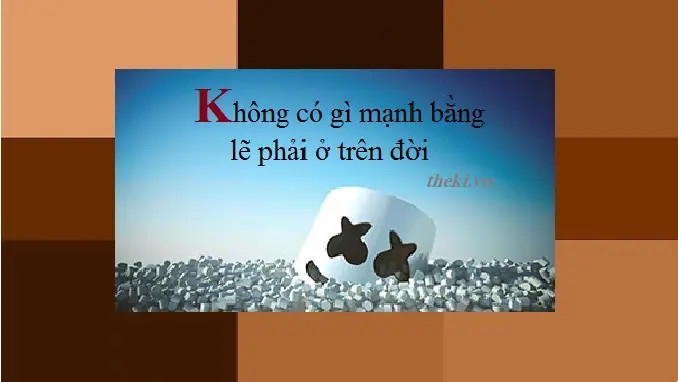 Không có gì mạnh bằng
lẽ phải ở trên đời
theki.vn